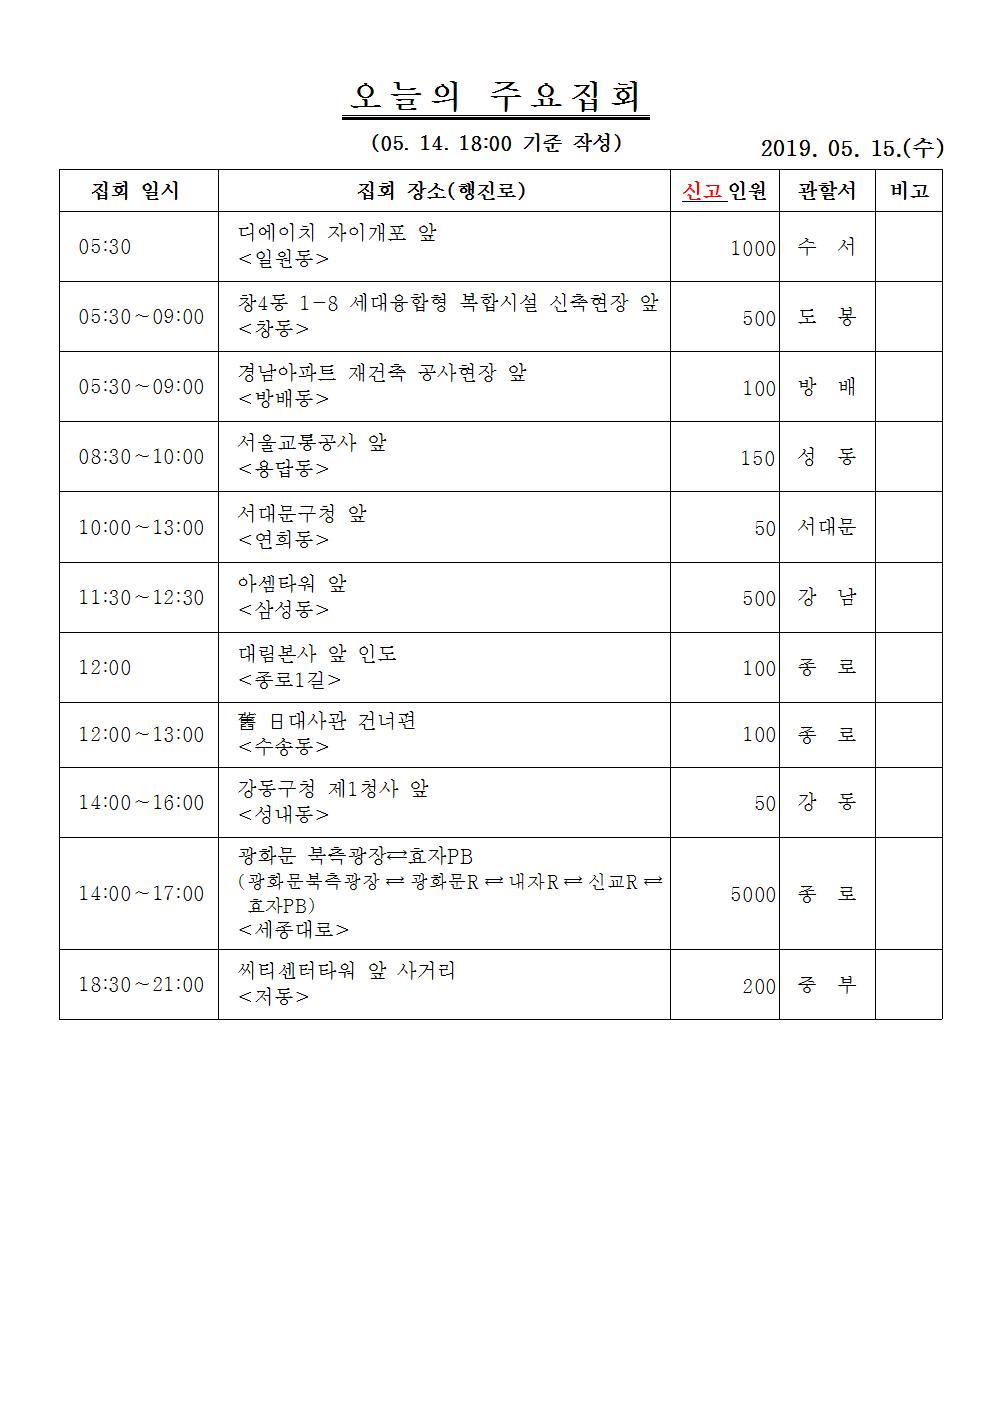 오늘의 주요집회
(05. 14. 18:00 기준 작성)
2019. 05. 15.(수)
집회 일시 집회 장소(행진로) 신고인원 관할서 비고
05:30 디에이치 자이개포 앞 1000 수 서
<일원동>
05:30~09:00 창4동 1-8 세대융합형 복합시설 신축현장 앞 500 도 봉
<창동>
05:30~09:00 경남아파트 재건축 공사현장 앞 100 방 배
<방배동>
08:30~10:00 서울교통공사 앞 150 성 동
<용답동>
10:00~13:00 서대문구청 앞 50 서대문
<연희동>
11:30~12:30 아셈타워 앞 500 강 남
<삼성동>
12:00 대림본사 앞 인도 100 종 로
<종로1길>
12:00~13:00 舊 日대사관 건너편 100 종 로
<수송동>
14:00~16:00 강동구청 제1청사 앞 50 강 동
<성내동>
14:00~17:00 광화문 북측광장⇄효자PB 5000 종 로
(광화문북측광장⇄광화문R⇄내자R⇄신교R⇄
효자PB)
<세종대로>
18:30~21:00 씨티센터타워 앞 사거리 200 중 부
<저동>